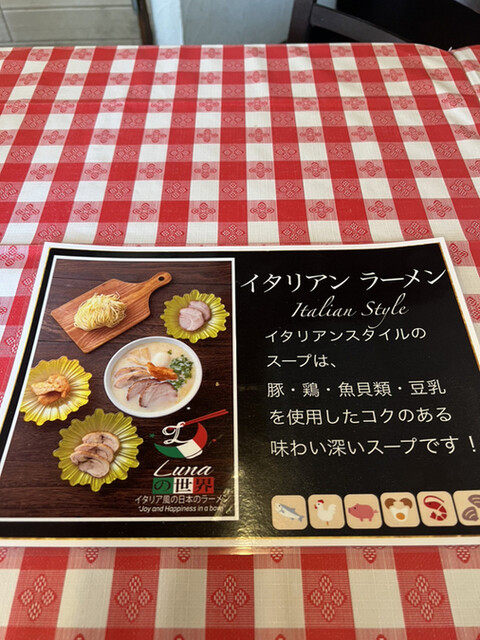 イタリアン ラーメン
Italian Style
イタリアンスタイルの
スープは、
豚・鶏・魚貝類・豆乳
を使用したコクのある
味わい深いスープです！
L
Luna
の世界
イタリア風の日本のラーメン
"Joy and Happiness in a bowl"